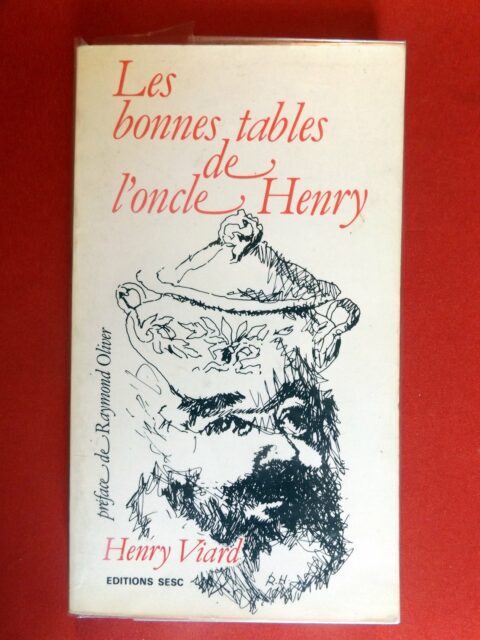 Les
bonnes tables
de
l'oncle Henry
préface de Raymond Oliver
Henry Viard
EDITIONS SESC
R.H